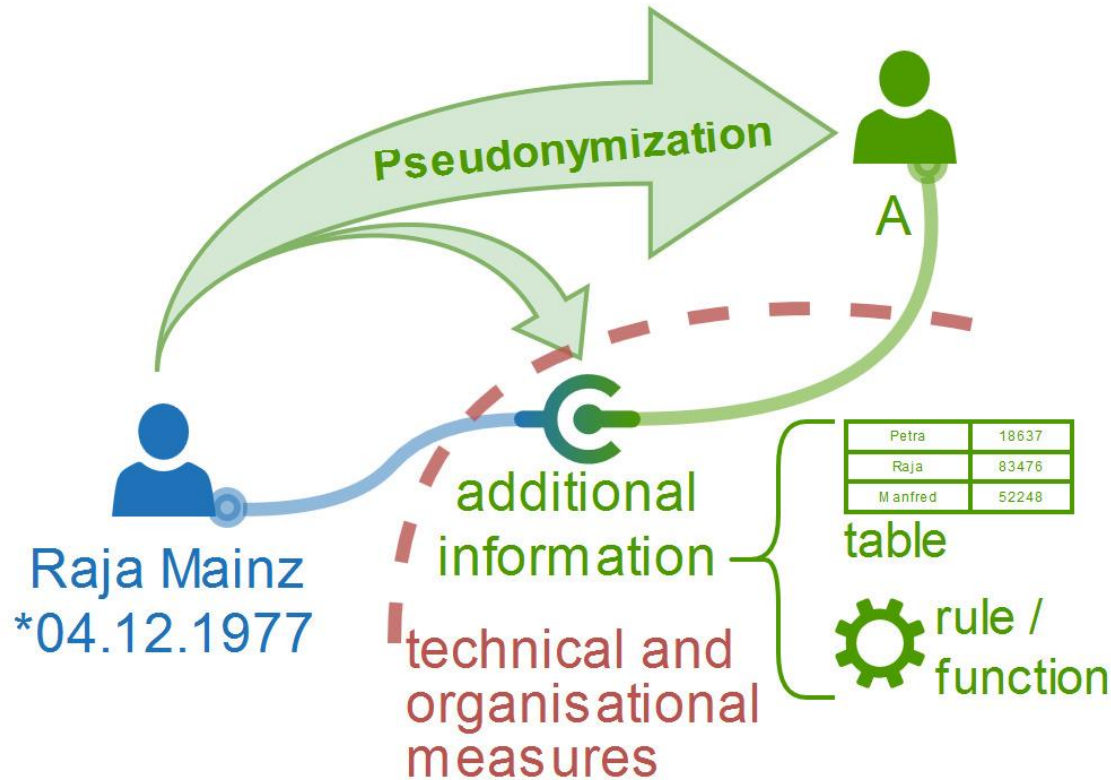 Pseudonymization
A
Raja Mainz
*04.12.1977
additional
information
Petra 18637
Raja 83476
Manfred 52248
table
rule /
function
technical and
organisational
measures